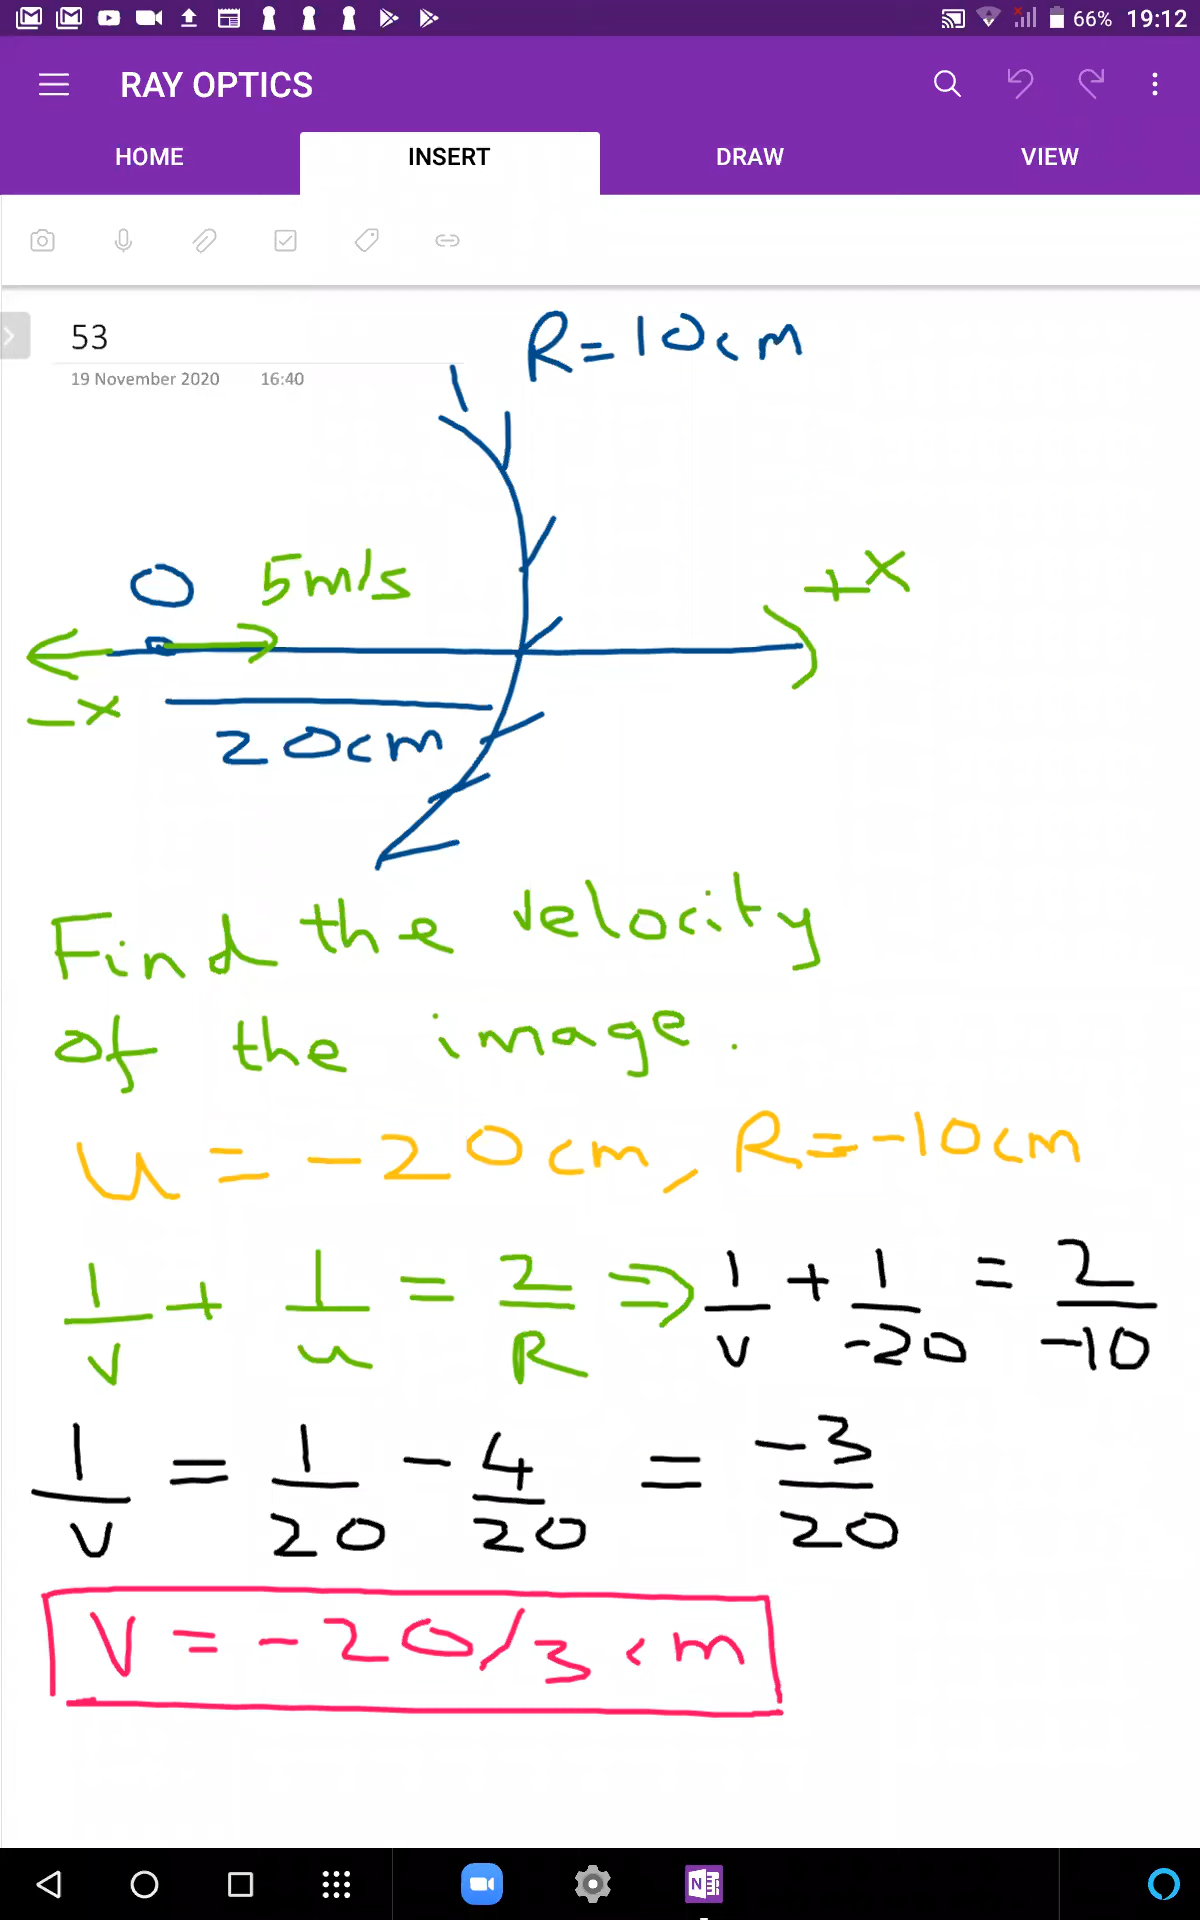 66% 19:12
RAY OPTICS
HOME INSERT DRAW VIEW
53
19 November 2020 16:40
R=10cm
O 5m/s +X
-X
20cm
Find the velocity
of the image.
u = -20cm, R=-10cm
1/v + 1/u = 2/R ⇒ 1/v + 1/-20 = 2/-10
1/v = 1/20 - 4/20 = -3/20
V = -20/3 cm
N